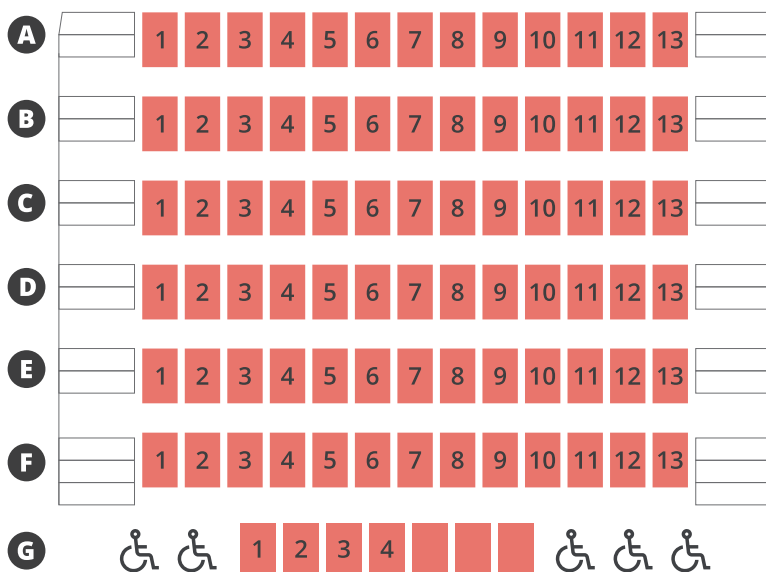 A 1 2 3 4 5 6 7 8 9 10 11 12 13
B 1 2 3 4 5 6 7 8 9 10 11 12 13
C 1 2 3 4 5 6 7 8 9 10 11 12 13
D 1 2 3 4 5 6 7 8 9 10 11 12 13
E 1 2 3 4 5 6 7 8 9 10 11 12 13
F 1 2 3 4 5 6 7 8 9 10 11 12 13
G 1 2 3 4